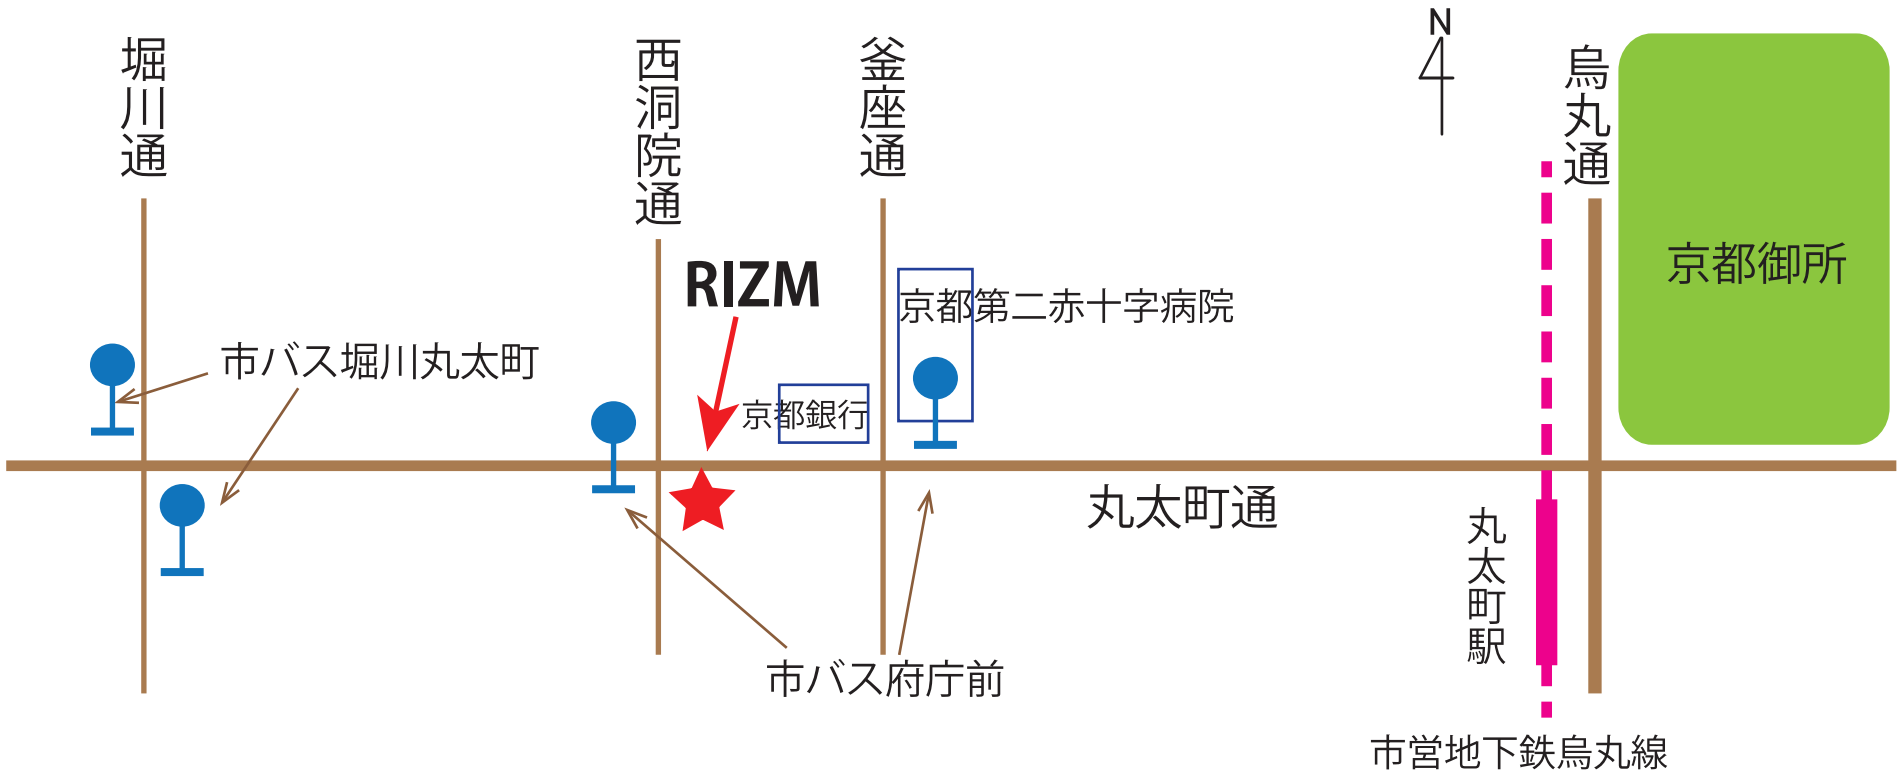 N
堀川通
西洞院通
釜座通
烏丸通
京都御所
RIZM
京都第二赤十字病院
市バス堀川丸太町
京都銀行
丸太町通
丸太町駅
市バス府庁前
市営地下鉄烏丸線